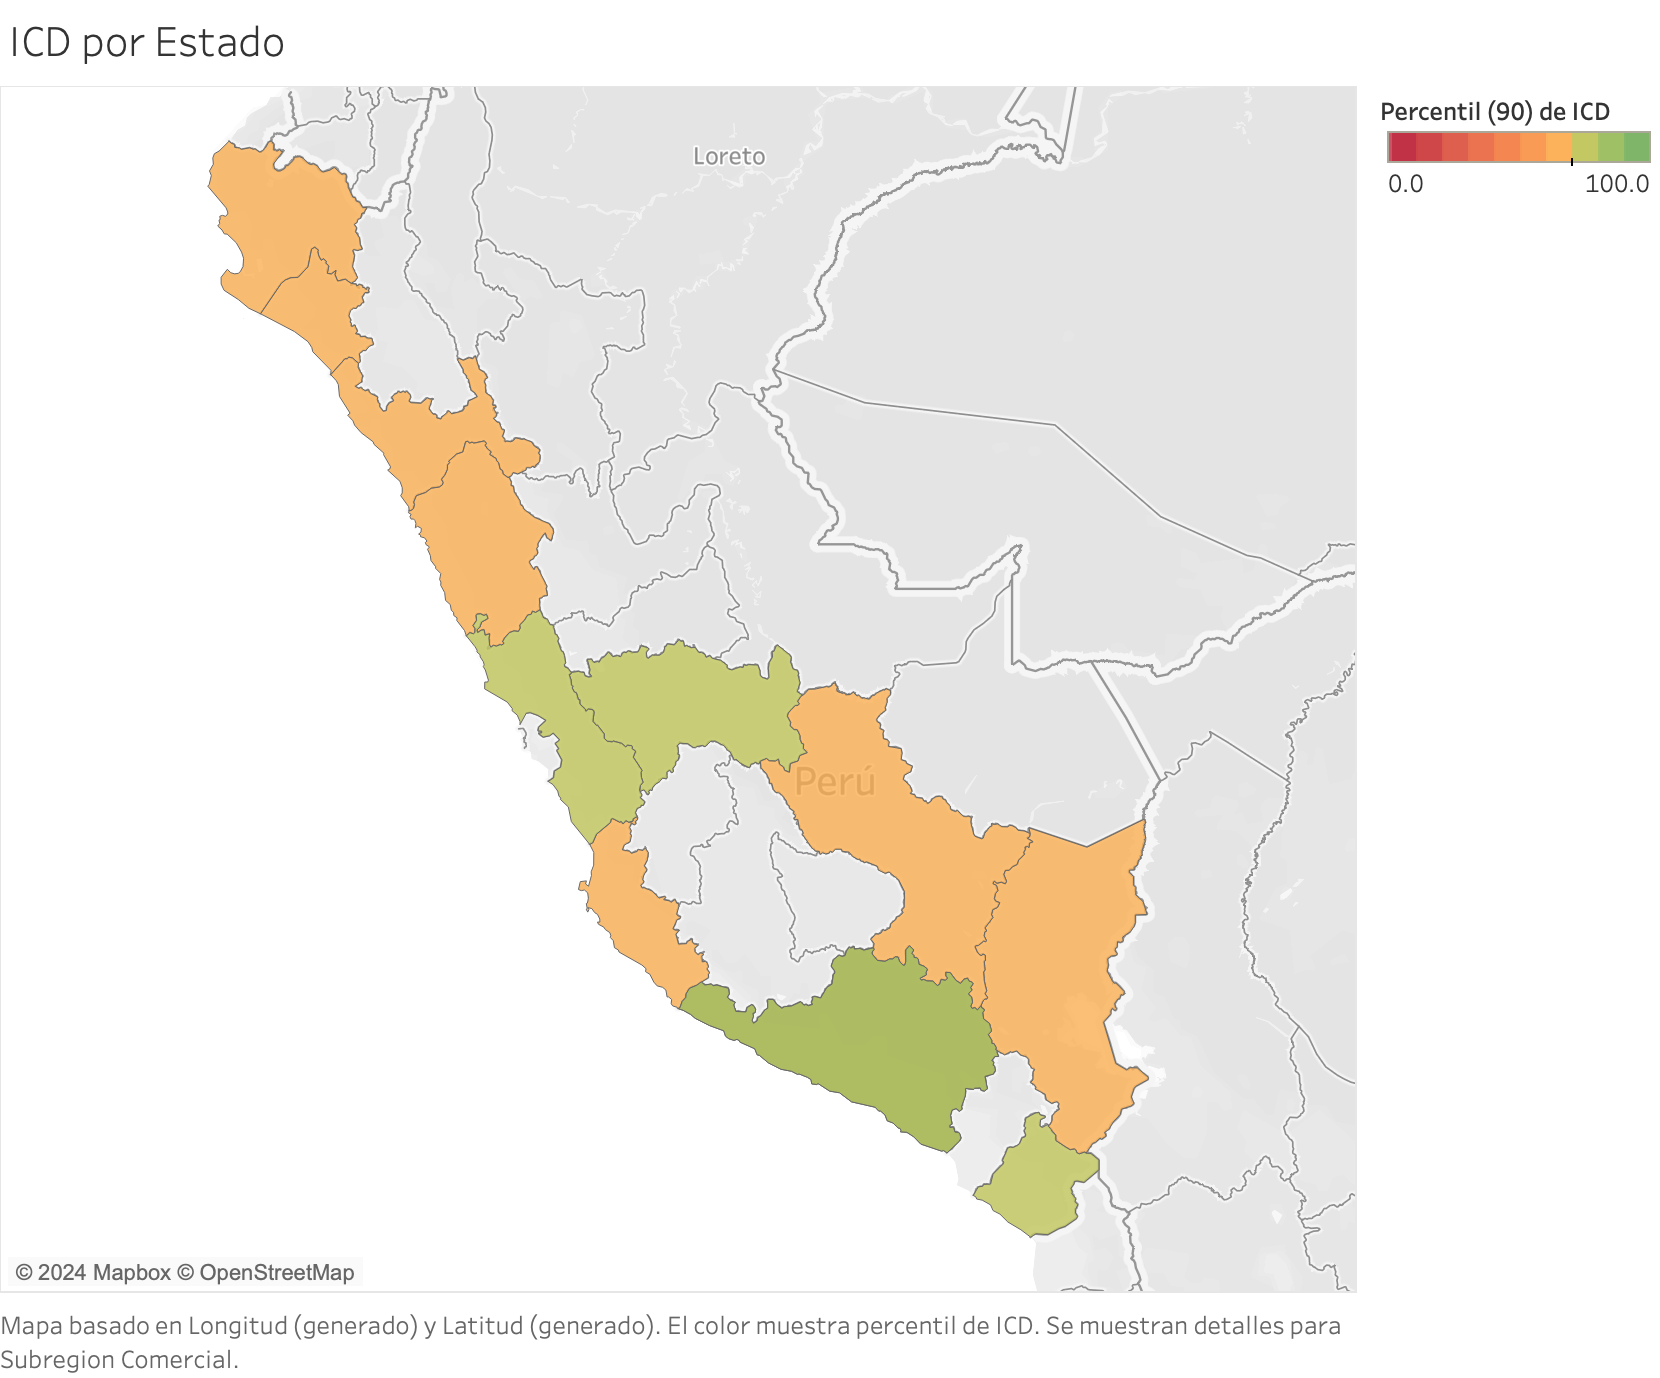 ICD por Estado
Percentil (90) de ICD
0.0 100.0
Loreto
Perú
© 2024 Mapbox © OpenStreetMap
Mapa basado en Longitud (generado) y Latitud (generado). El color muestra percentil de ICD. Se muestran detalles para
Subregion Comercial.